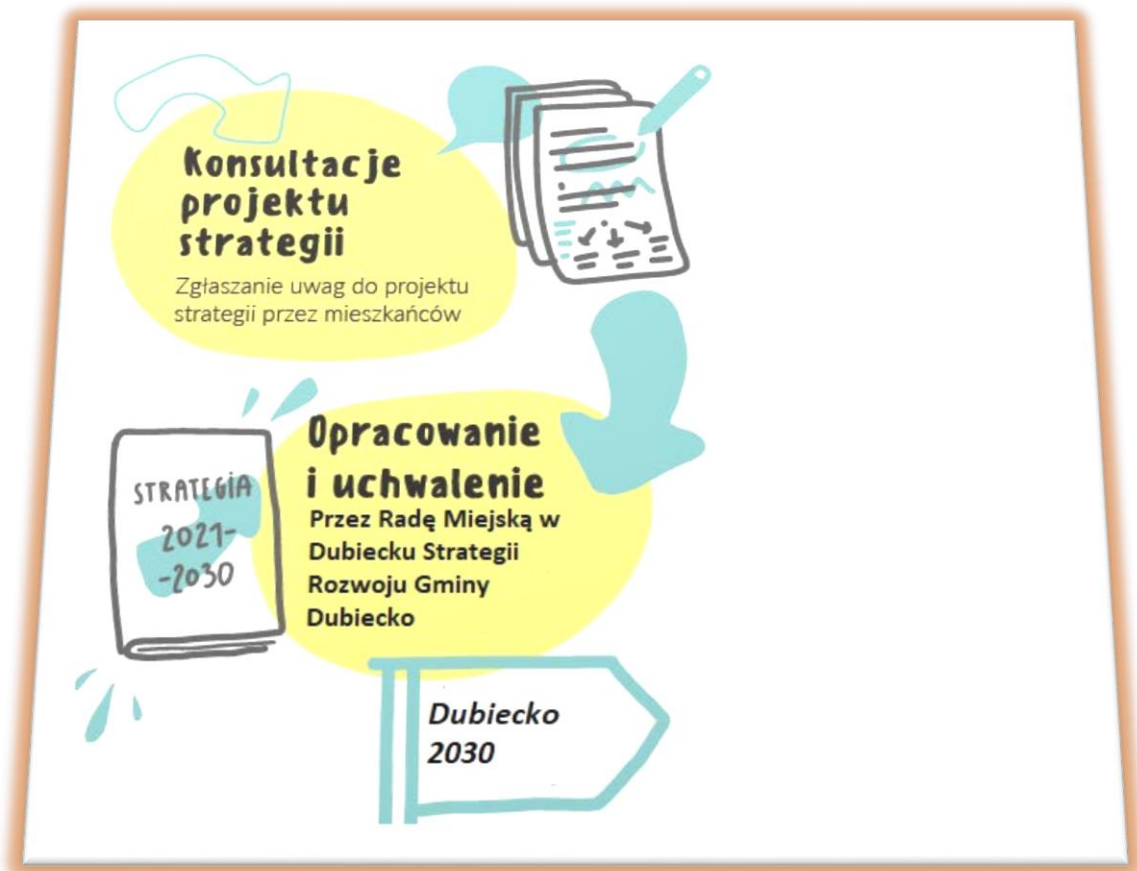 Konsultacje
projektu
strategii
Zgłaszanie uwag do projektu
strategii przez mieszkańców
Opracowanie
i uchwalenie
Przez Radę Miejską w
Dubiecku Strategii
Rozwoju Gminy
Dubiecko
STRATEGIA
2021-
-2030
Dubiecko
2030